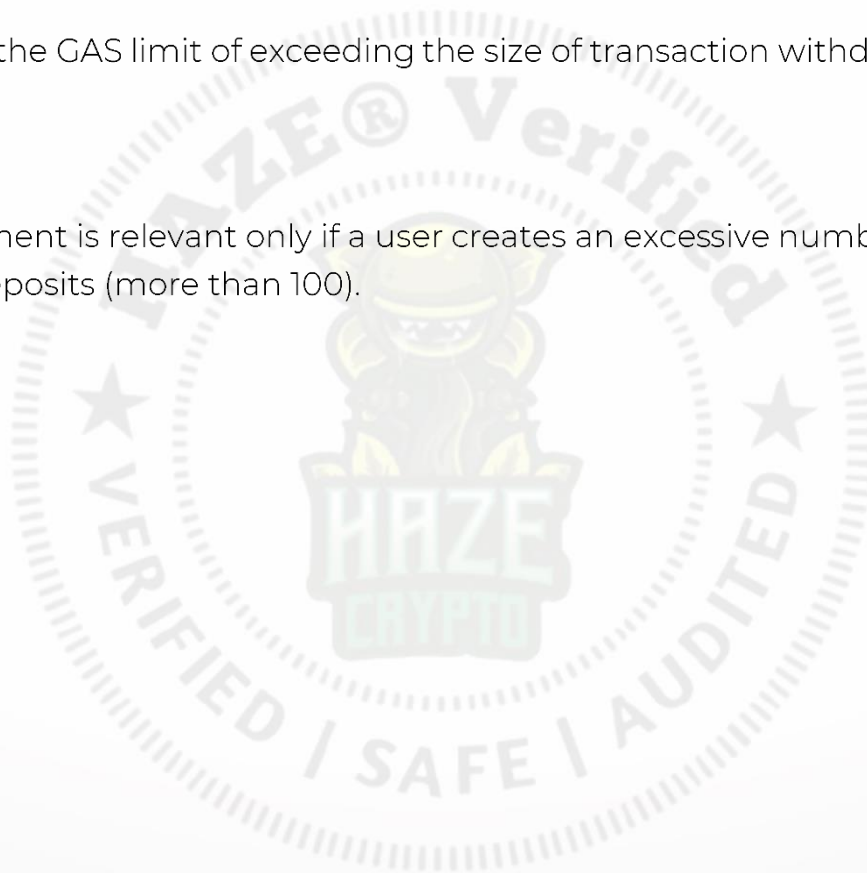 the GAS limit of exceeding the size of transaction withd
HAZE® Verified
nent is relevant only if a user creates an excessive numb
posits (more than 100).
HAZE
CRYPTO
VERIFIED | SAFE | AUDITED